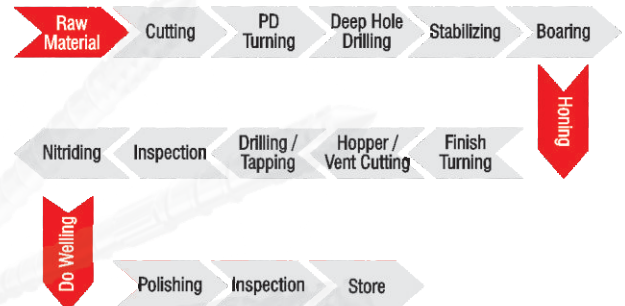 Raw
Material
Cutting
PD
Turning
Deep Hole
Drilling
Stabilizing
Boaring
Honing
Finish
Turning
Hopper /
Vent Cutting
Drilling /
Tapping
Inspection
Nitriding
Do Welling
Polishing
Inspection
Store